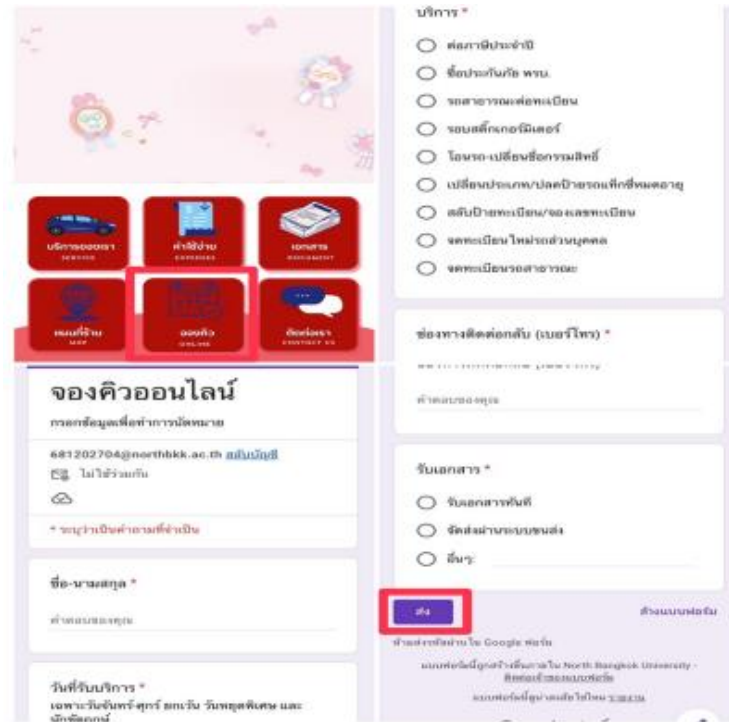 บริการของเรา
SERVICE
ค่าใช้จ่าย
EXPENSES
เอกสาร
DOCUMENT
แผนที่ร้าน
MAP
จองคิว
ONLINE
ติดต่อเรา
CONTACT US
จองคิวออนไลน์
กรอกข้อมูลเพื่อทำการนัดหมาย
681202704@northbkk.ac.th สลับบัญชี
ไม่ใช้ร่วมกัน
* ระบุว่าเป็นคำถามที่จำเป็น
ชื่อ-นามสกุล *
คำตอบของคุณ
วันที่รับบริการ *
เฉพาะวันจันทร์-ศุกร์ ยกเว้น วันหยุดพิเศษ และ
นักขัตฤกษ์
บริการ *
ต่อภาษีประจำปี
ซื้อประกันภัย พรบ.
รถสาธารณะต่อทะเบียน
รอบสติ๊กเกอร์มิเตอร์
โอนรถ-เปลี่ยนชื่อกรรมสิทธิ์
เปลี่ยนประเภท/ปลดป้ายรถแท็กซี่หมดอายุ
สลับป้ายทะเบียน/จองเลขทะเบียน
จดทะเบียนใหม่รถส่วนบุคคล
จดทะเบียนรถสาธารณะ
ช่องทางติดต่อกลับ (เบอร์โทร) *
คำตอบของคุณ
รับเอกสาร *
รับเอกสารทันที
จัดส่งผ่านระบบขนส่ง
อื่นๆ:
ส่ง
ล้างแบบฟอร์ม
ห้ามส่งรหัสผ่านใน Google ฟอร์ม
แบบฟอร์มนี้ถูกสร้างขึ้นภายใน North Bangkok University -
ติดต่อเจ้าของแบบฟอร์ม
แบบฟอร์มนี้ดูน่าสงสัยใช่ไหม รายงาน